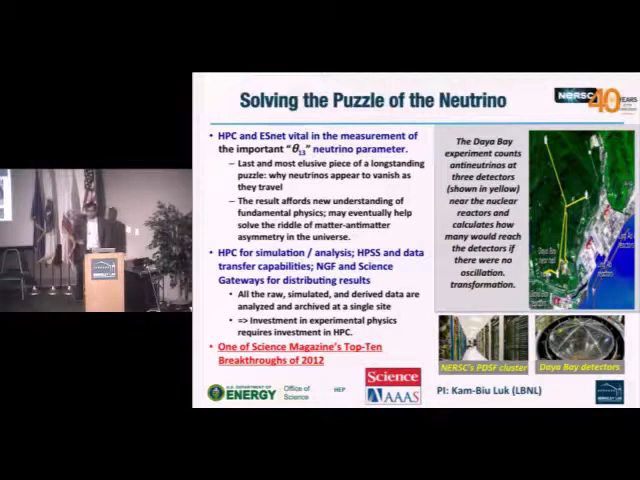 Solving the Puzzle of the Neutrino
NERSC 40 YEARS
• HPC and ESnet vital in the measurement of
the important "θ13" neutrino parameter.
– Last and most elusive piece of a longstanding
puzzle: why neutrinos appear to vanish as
they travel
– The result affords new understanding of
fundamental physics; may eventually help
solve the riddle of matter-antimatter
asymmetry in the universe.
• HPC for simulation / analysis; HPSS and data
transfer capabilities; NGF and Science
Gateways for distributing results
• All the raw, simulated, and derived data are
analyzed and archived at a single site
• => Investment in experimental physics
requires investment in HPC.
• One of Science Magazine's Top-Ten
Breakthroughs of 2012
The Daya Bay
experiment counts
antineutrinos at
three detectors
(shown in yellow)
near the nuclear
reactors and
calculates how
many would reach
the detectors if
there were no
oscillation.
transformation.
NERSC's PDSF cluster
Daya Bay detectors
U.S. DEPARTMENT OF
ENERGY
Office of
Science
HEP
Science
AAAS
PI: Kam-Biu Luk (LBNL)